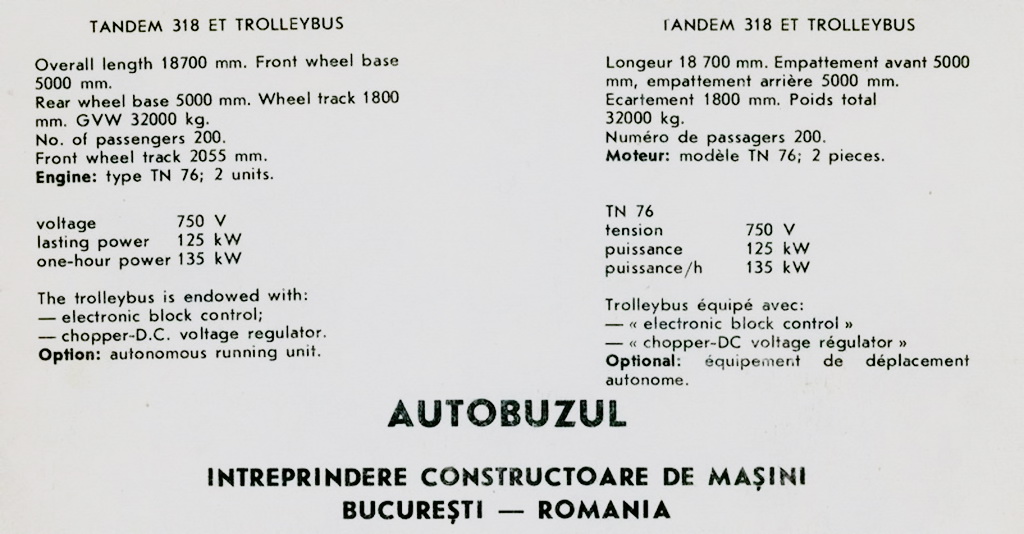 TANDEM 318 ET TROLLEYBUS
Overall length 18700 mm. Front wheel base
5000 mm.
Rear wheel base 5000 mm. Wheel track 1800
mm. GVW 32000 kg.
No. of passengers 200.
Front wheel track 2055 mm.
Engine: type TN 76; 2 units.
voltage 750 V
lasting power 125 kW
one-hour power 135 kW
The trolleybus is endowed with:
— electronic block control;
— chopper-D.C. voltage regulator.
Option: autonomous running unit.
TANDEM 318 ET TROLLEYBUS
Longeur 18 700 mm. Empattement avant 5000
mm, empattement arrière 5000 mm.
Ecartement 1800 mm. Poids total
32000 kg.
Numéro de passagers 200.
Moteur: modèle TN 76; 2 pieces.
TN 76
tension 750 V
puissance 125 kW
puissance/h 135 kW
Trolleybus équipé avec:
— « electronic block control »
— « chopper-DC voltage régulator »
Optional: équipement de déplacement
autonome.
AUTOBUZUL
INTREPRINDERE CONSTRUCTOARE DE MAȘINI
BUCUREȘTI — ROMANIA